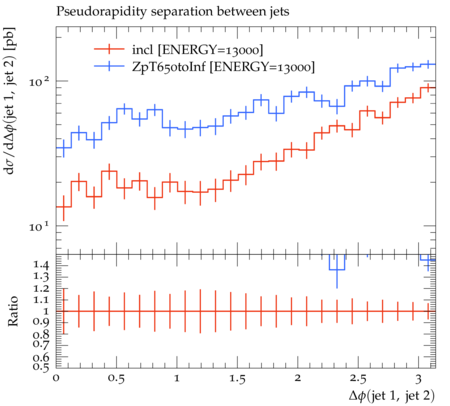 Pseudorapidity separation between jets
dσ/dΔϕ(jet 1, jet 2) [pb]
incl [ENERGY=13000]
ZpT650toInf [ENERGY=13000]
10²
10¹
Ratio
1.4
1.3
1.2
1.1
1
0.9
0.8
0.7
0.6
0.5
0 0.5 1 1.5 2 2.5 3
Δϕ(jet 1, jet 2)